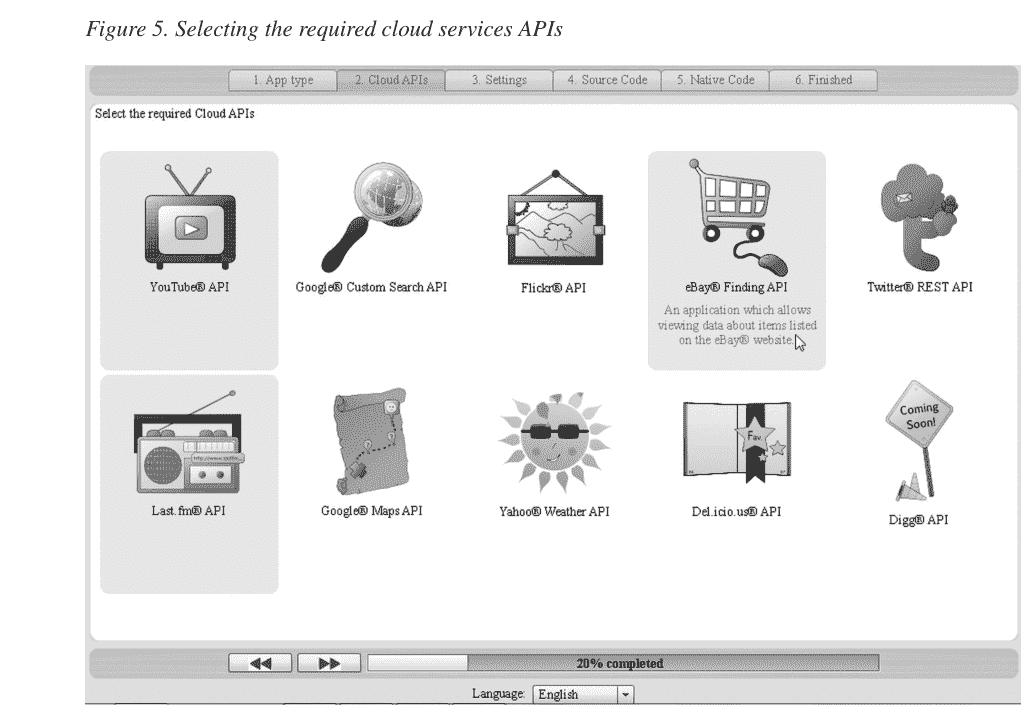 Figure 5. Selecting the required cloud services APIs
1. App type
2. Cloud APIs
3. Settings
4. Source Code
5. Native Code
6. Finished
Select the required Cloud APIs
YouTube® API
Google® Custom Search API
Flickr® API
eBay® Finding API
Twitter® REST API
An application which allows
viewing data about items listed
on the eBay® website.
Coming
Soon!
Fav.
Last.fm® API
Google® Maps API
Yahoo® Weather API
Del.icio.us® API
Digg® API
20% completed
Language:
English